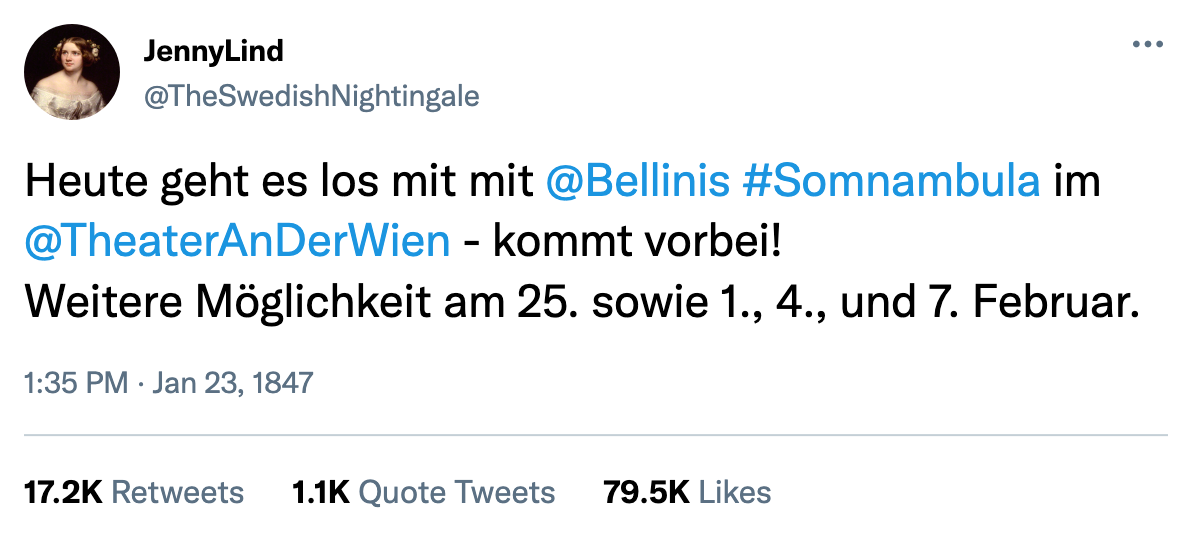 JennyLind
@TheSwedishNightingale
Heute geht es los mit mit @Bellinis #Somnambula im
@TheaterAnDerWien - kommt vorbei!
Weitere Möglichkeit am 25. sowie 1., 4., und 7. Februar.
1:35 PM · Jan 23, 1847
17.2K Retweets 1.1K Quote Tweets 79.5K Likes